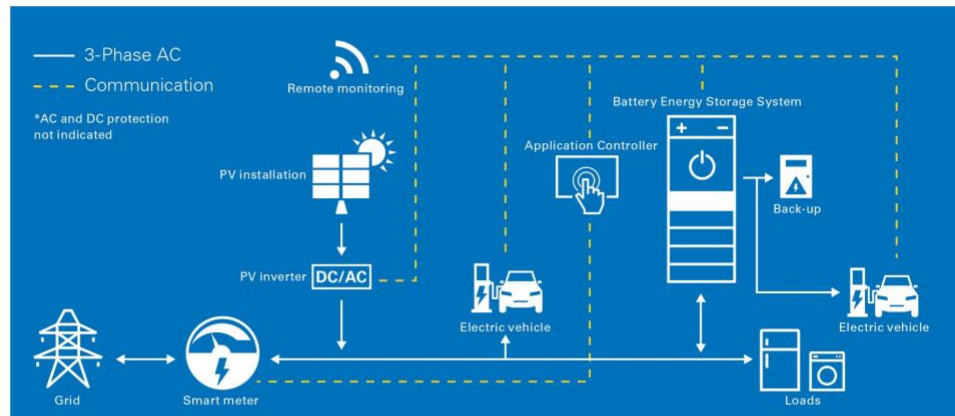 3-Phase AC
Communication
*AC and DC protection
not indicated
Remote monitoring
Battery Energy Storage System
+ −
Application Controller
PV installation
Back-up
PV inverter
DC/AC
Electric vehicle
Electric vehicle
Grid
Smart meter
Loads